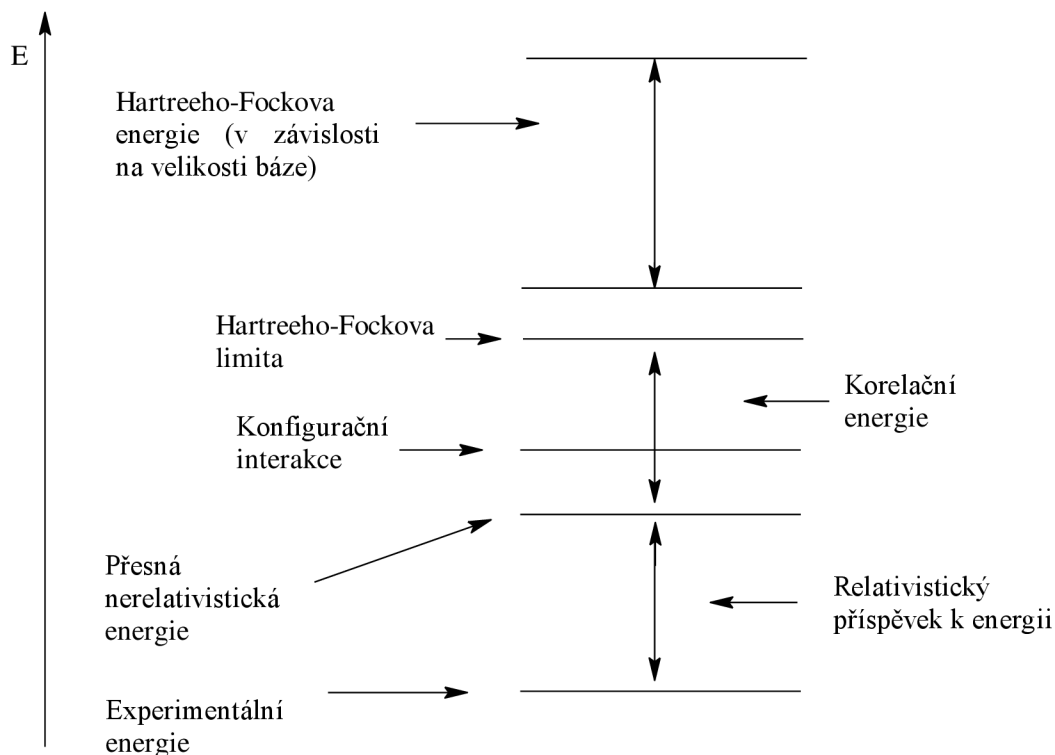 E
Hartreeho-Fockova
energie (v závislosti
na velikosti báze)
Hartreeho-Fockova
limita
Korelační
energie
Konfigurační
interakce
Přesná
nerelativistická
energie
Relativistický
příspěvek k energii
Experimentální
energie